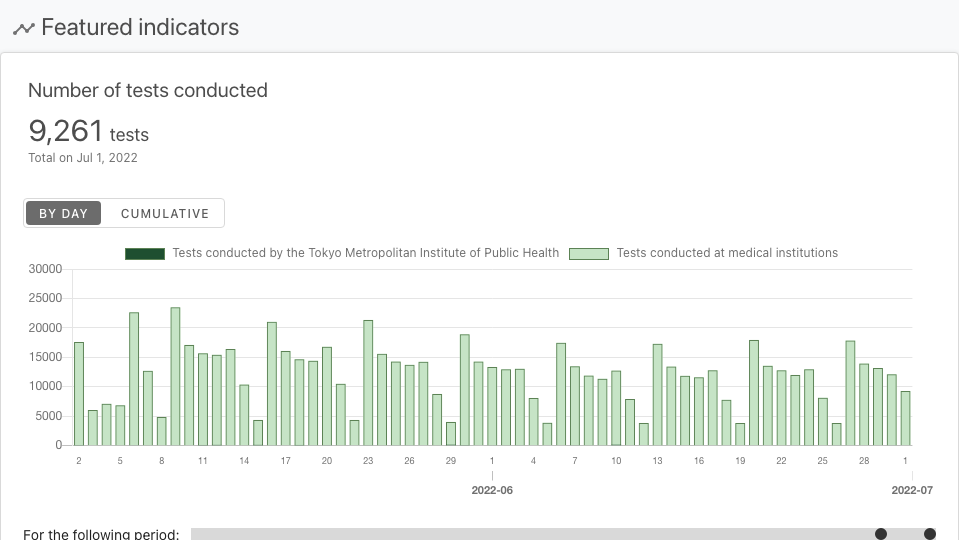 Featured indicators
Number of tests conducted
9,261 tests
Total on Jul 1, 2022
BY DAY CUMULATIVE
Tests conducted by the Tokyo Metropolitan Institute of Public Health Tests conducted at medical institutions
30000
25000
20000
15000
10000
5000
0
2 5 8 11 14 17 20 23 26 29 1 4 7 10 13 16 19 22 25 28 1
2022-06 2022-07
For the following period: